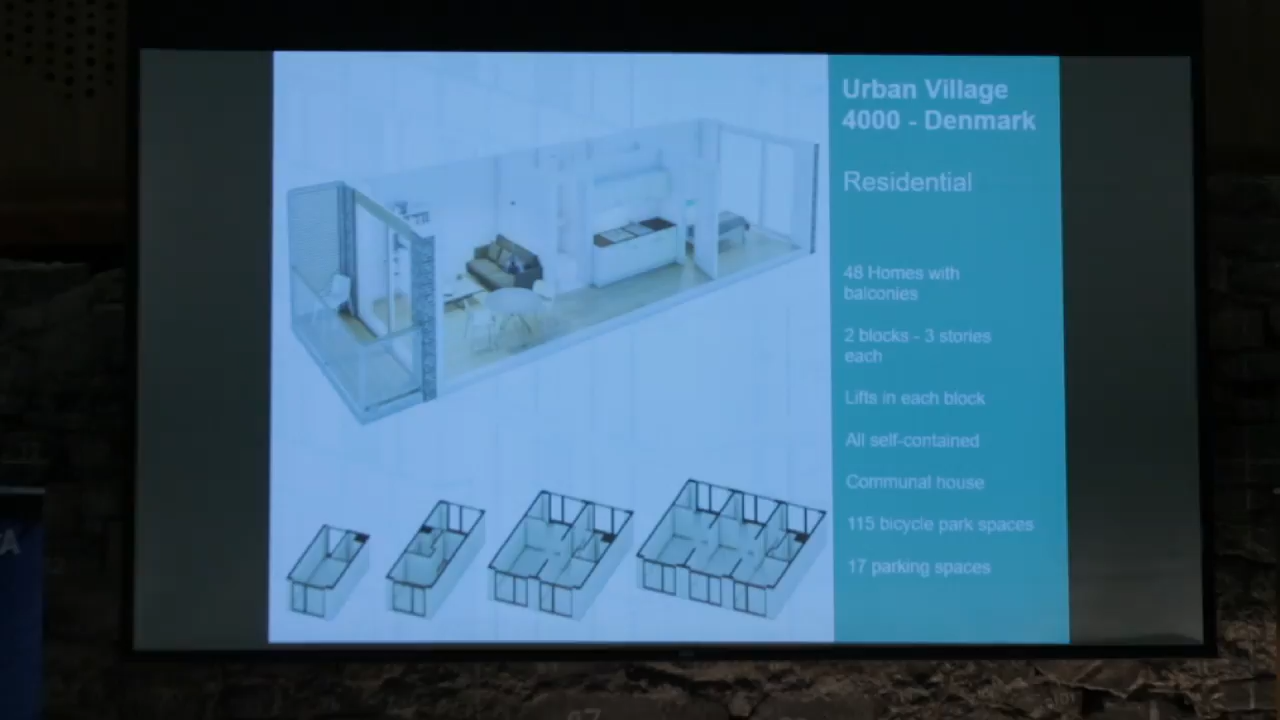 Urban Village
4000 - Denmark
Residential
48 Homes with
balconies
2 blocks - 3 stories
each
Lifts in each block
All self-contained
Communal house
115 bicycle park spaces
17 parking spaces